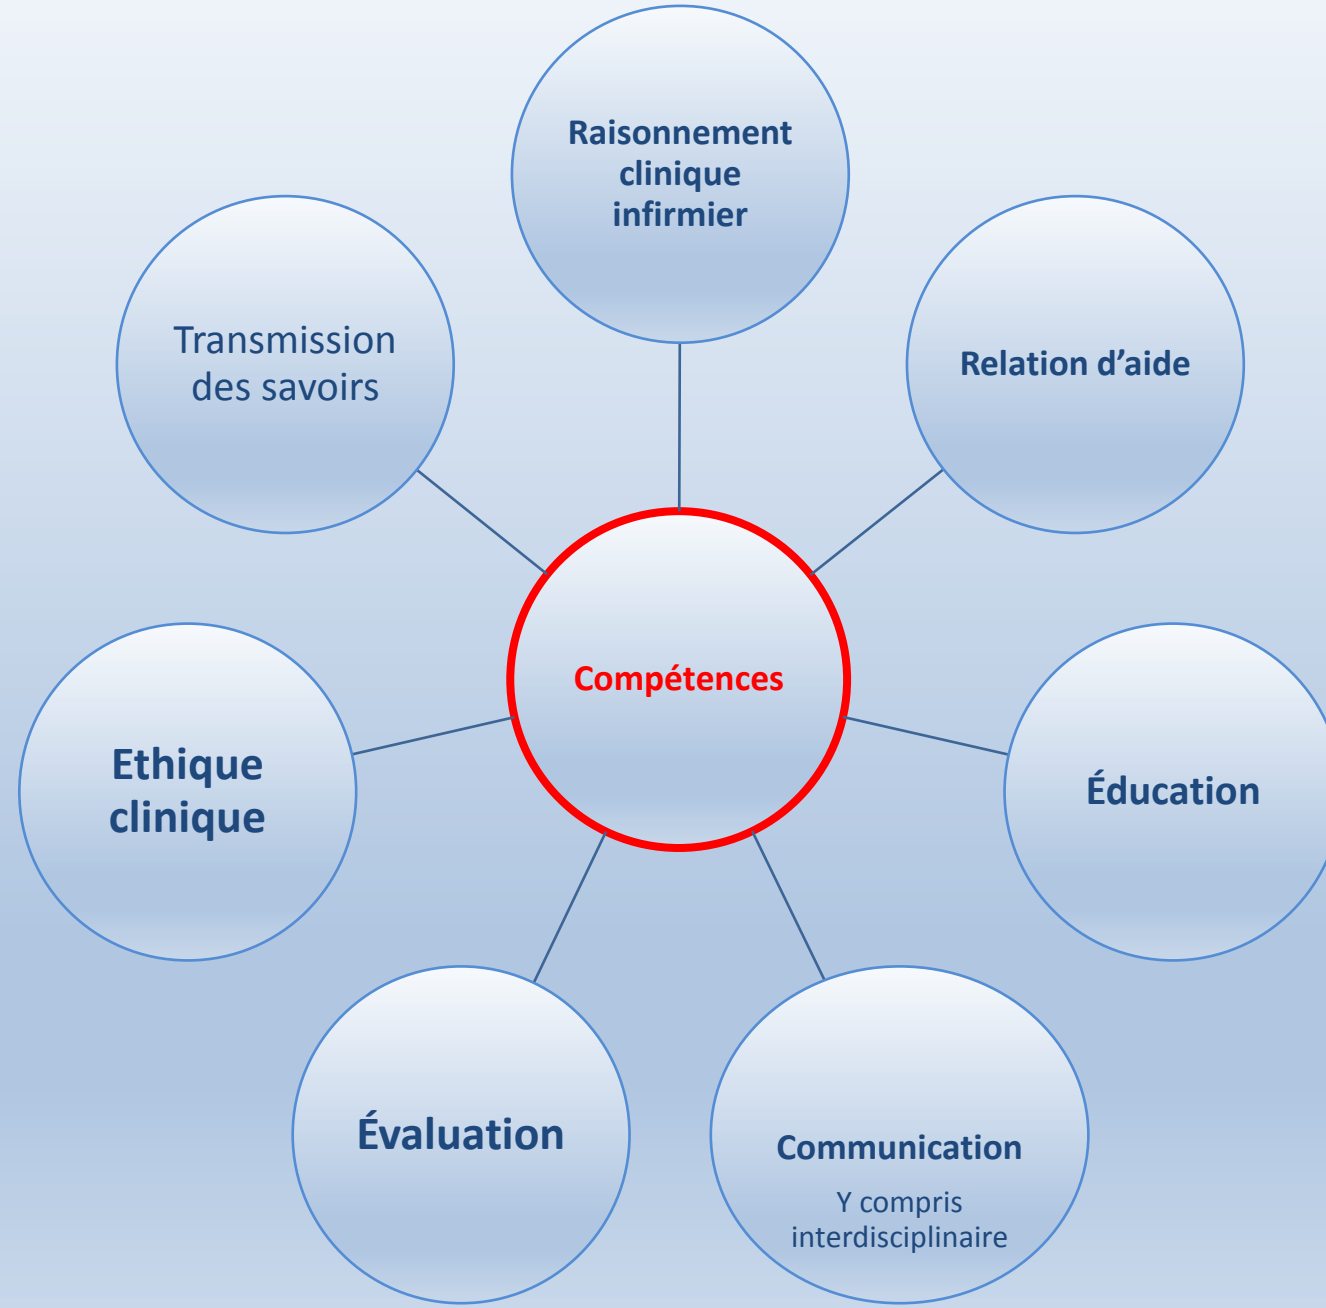 Raisonnement
clinique
infirmier
Transmission
des savoirs
Relation d’aide
Compétences
Ethique
clinique
Éducation
Évaluation
Communication
Y compris
interdisciplinaire